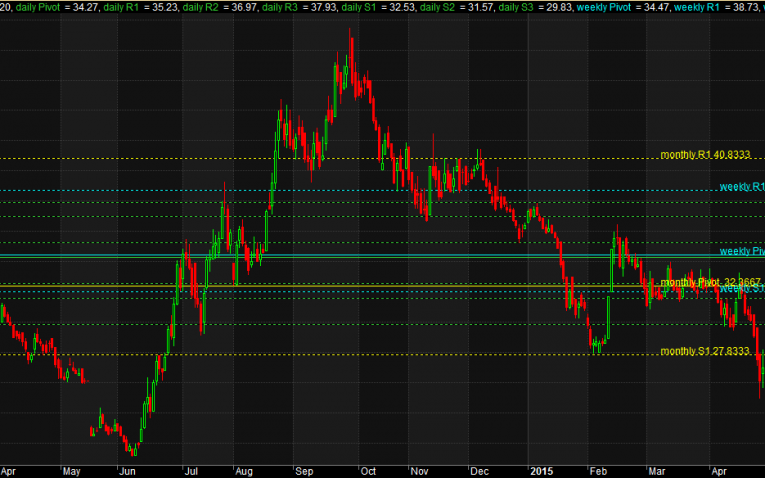 20, daily Pivot = 34.27, daily R1 = 35.23, daily R2 = 36.97, daily R3 = 37.93, daily S1 = 32.53, daily S2 = 31.57, daily S3 = 29.83, weekly Pivot = 34.47, weekly R1 = 38.73,
monthly R1 40.8333
weekly R1
weekly Piv
monthly Pivot
weekly S1
monthly S1 27.8333
Apr May Jun Jul Aug Sep Oct Nov Dec 2015 Feb Mar Apr